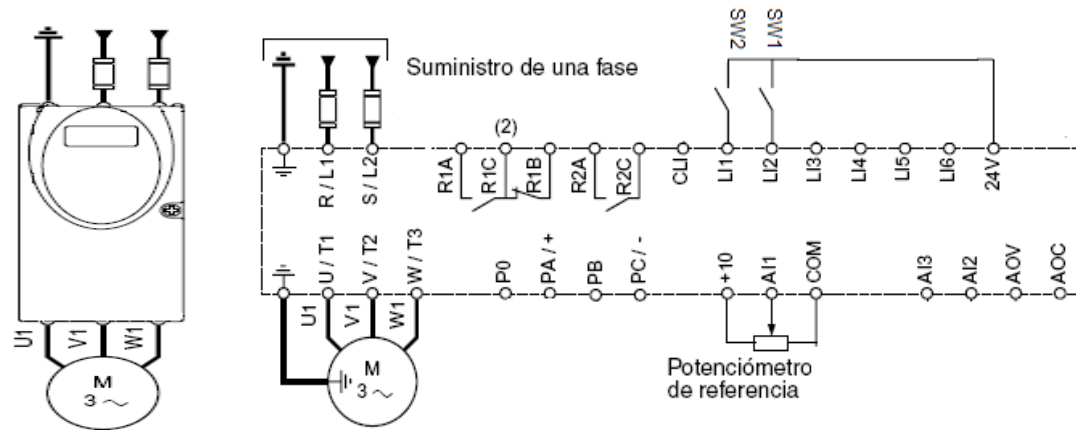 SW2
SW1
Suministro de una fase
(2)
R / L1
S / L2
R1A
R1C
R1B
R2A
R2C
CLI
LI1
LI2
LI3
LI4
LI5
LI6
24V
U / T1
V / T2
W / T3
P0
PA / +
PB
PC / -
+10
AI1
COM
AI3
AI2
AOV
AOC
U1
V1
W1
M
3 ~
U1
V1
W1
M
3 ~
Potenciómetro
de referencia